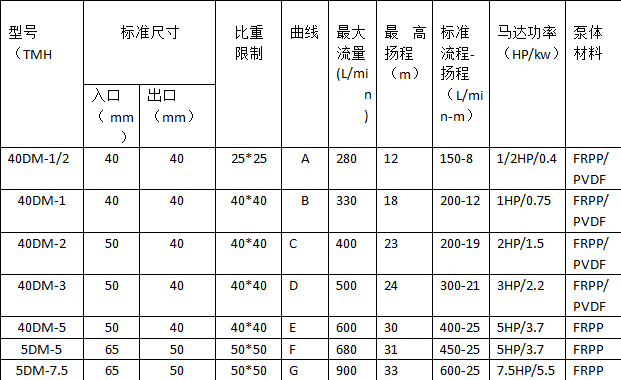 型号 标准尺寸 比重 曲线 最大 最 高 标准 马达功率 泵体
（TMH 限制 流量 扬程 流程- （HP/kw） 材料
(L/mi （m） 扬程
入口 出口 n （L/mi
（ mm （mm） ) n-m）
）
40DM-1/2 40 40 25*25 A 280 12 150-8 1/2HP/0.4 FRPP/
PVDF
40DM-1 40 40 40*40 B 330 18 200-12 1HP/0.75 FRPP/
PVDF
40DM-2 50 40 40*40 C 400 23 200-19 2HP/1.5 FRPP/
PVDF
40DM-3 50 40 40*40 D 500 24 300-21 3HP/2.2 FRPP/
PVDF
40DM-5 50 40 40*40 E 600 30 400-25 5HP/3.7 FRPP
5DM-5 65 50 50*50 F 680 31 450-25 5HP/3.7 FRPP
5DM-7.5 65 50 50*50 G 900 33 600-25 7.5HP/5.5 FRPP